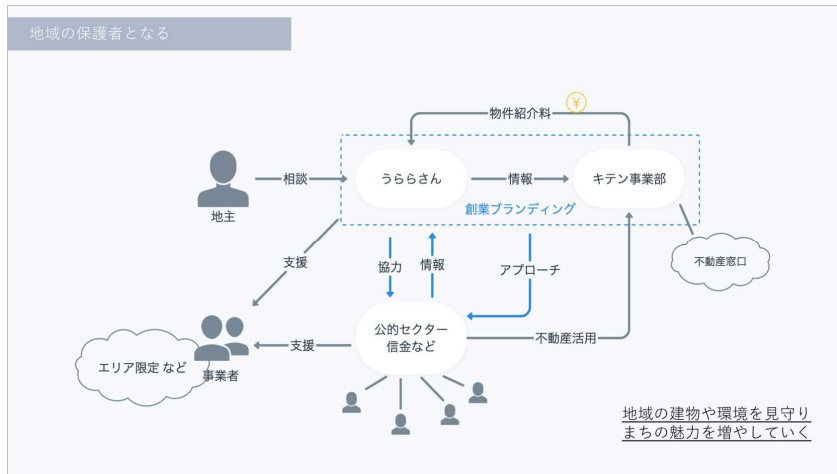 地域の保護者となる
物件紹介料
¥
相談
うららさん
情報
キテン事業部
地主
創業ブランディング
支援
協力
情報
アプローチ
不動産窓口
公的セクター
信金など
支援
不動産活用
エリア限定 など
事業者
地域の建物や環境を見守り
まちの魅力を増やしていく